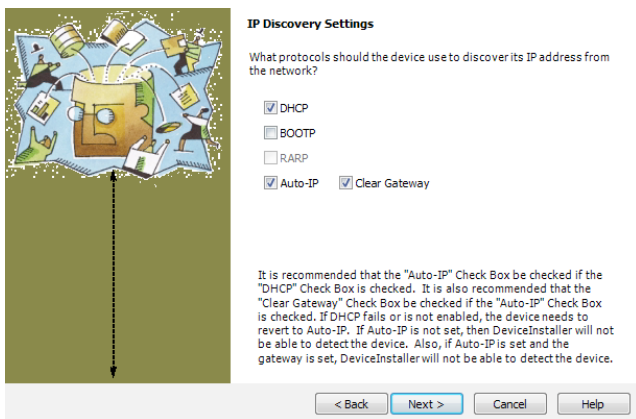 IP Discovery Settings
What protocols should the device use to discover its IP address from
the network?
DHCP
BOOTP
RARP
Auto-IP Clear Gateway
It is recommended that the "Auto-IP" Check Box be checked if the
"DHCP" Check Box is checked. It is also recommended that the
"Clear Gateway" Check Box be checked if the "Auto-IP" Check Box
is checked. If DHCP fails or is not enabled, the device needs to
revert to Auto-IP. If Auto-IP is not set, then DeviceInstaller will not
be able to detect the device. Also, if Auto-IP is set and the
gateway is set, DeviceInstaller will not be able to detect the device.
< Back Next > Cancel Help